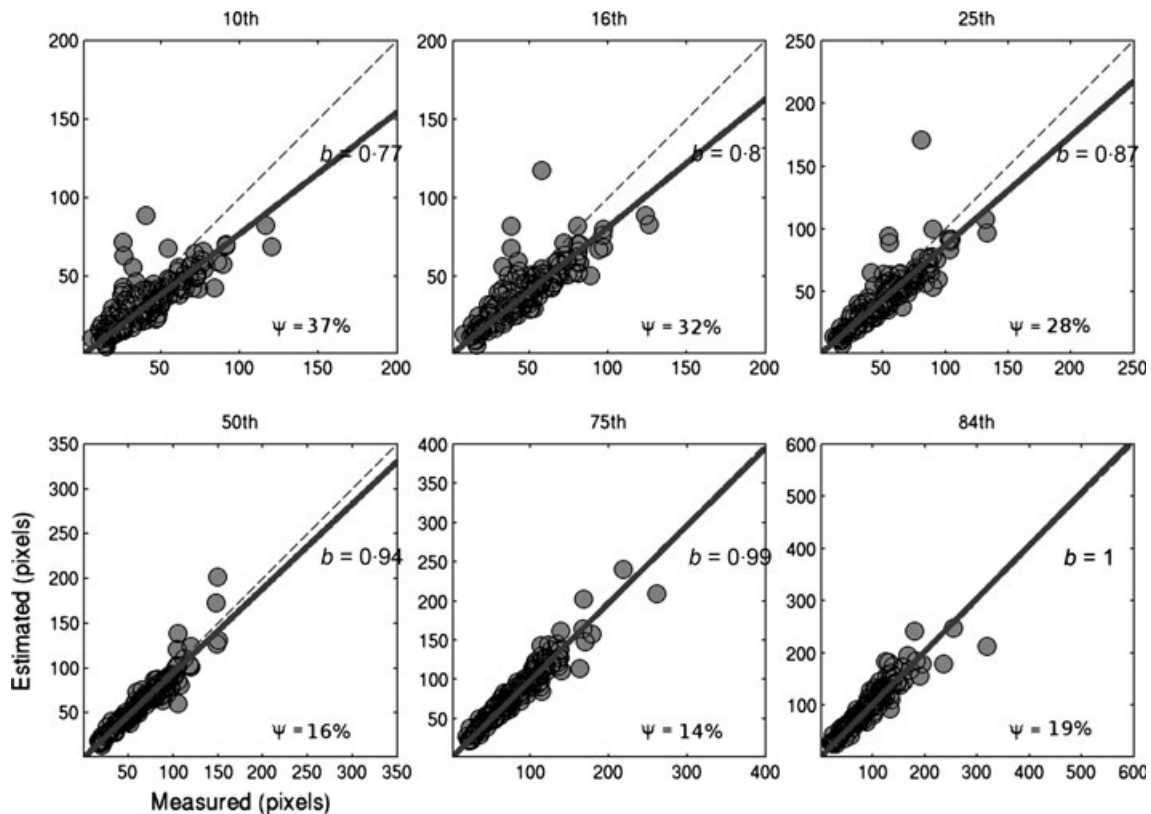 10th
16th
25th
200
150
100
50
b = 0·77
Ψ = 37%
50 100 150 200
200
150
100
50
b = 0·8
Ψ = 32%
50 100 150 200
250
200
150
100
50
b = 0·87
Ψ = 28%
50 100 150 200 250
50th
75th
84th
Estimated (pixels)
350
300
250
200
150
100
50
b = 0·94
Ψ = 16%
50 100 150 200 250 300 350
Measured (pixels)
400
350
300
250
200
150
100
50
b = 0·99
Ψ = 14%
100 200 300 400
600
500
400
300
200
100
b = 1
Ψ = 19%
100 200 300 400 500 600